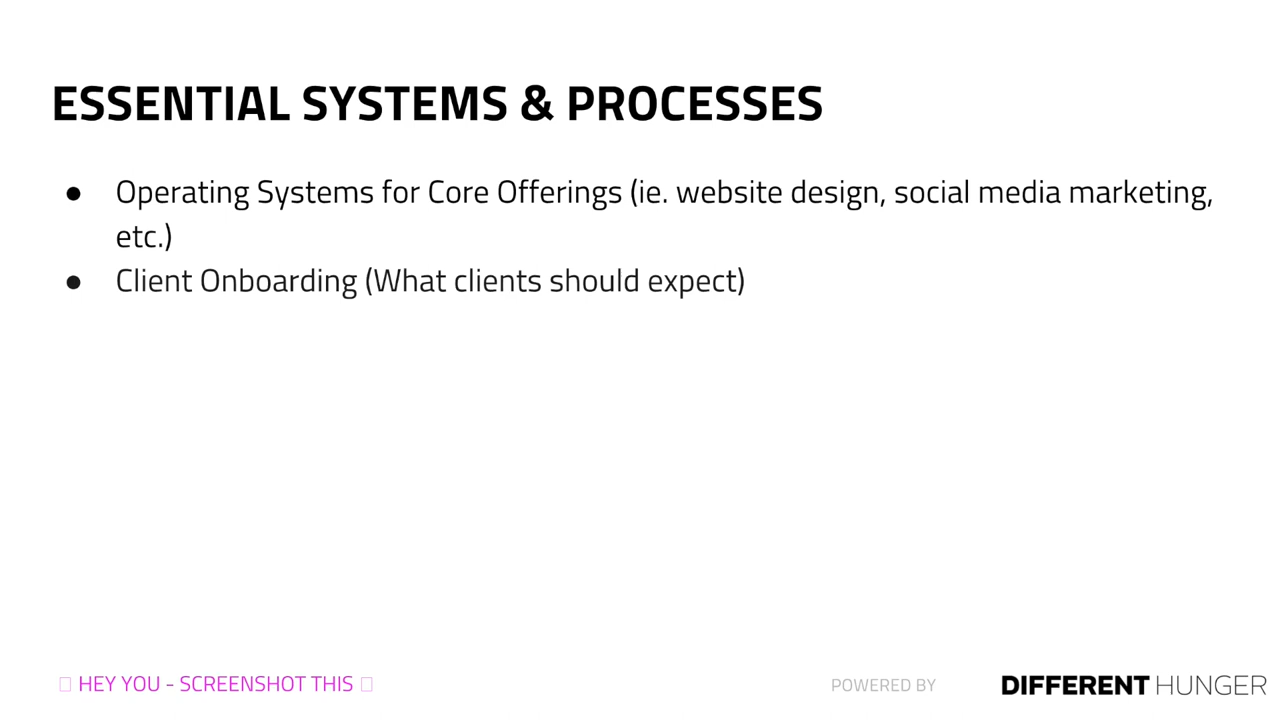 ESSENTIAL SYSTEMS & PROCESSES
● Operating Systems for Core Offerings (ie. website design, social media marketing,
etc.)
● Client Onboarding (What clients should expect)
HEY YOU - SCREENSHOT THIS
POWERED BY
DIFFERENT HUNGER